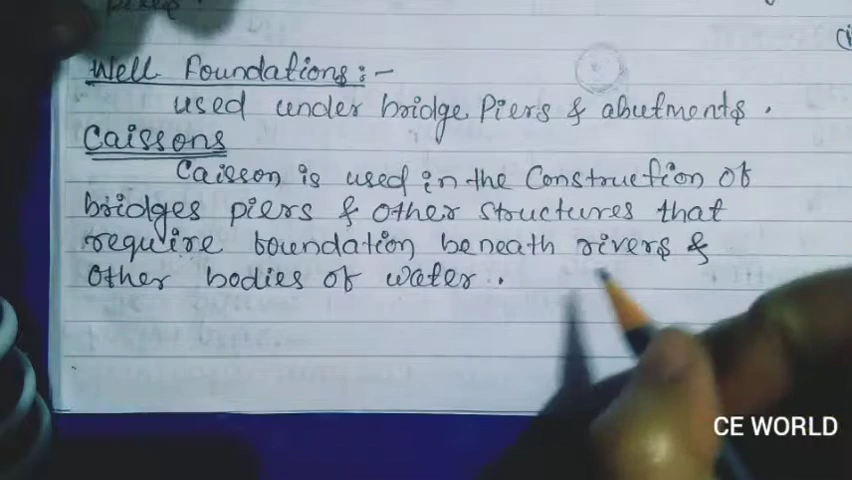 Well Foundations:-
used under bridge Piers & abutments.
Caissons
Caisson is used in the Construction of
bridges piers & other structures that
require foundation beneath rivers &
other bodies of water.
CE WORLD